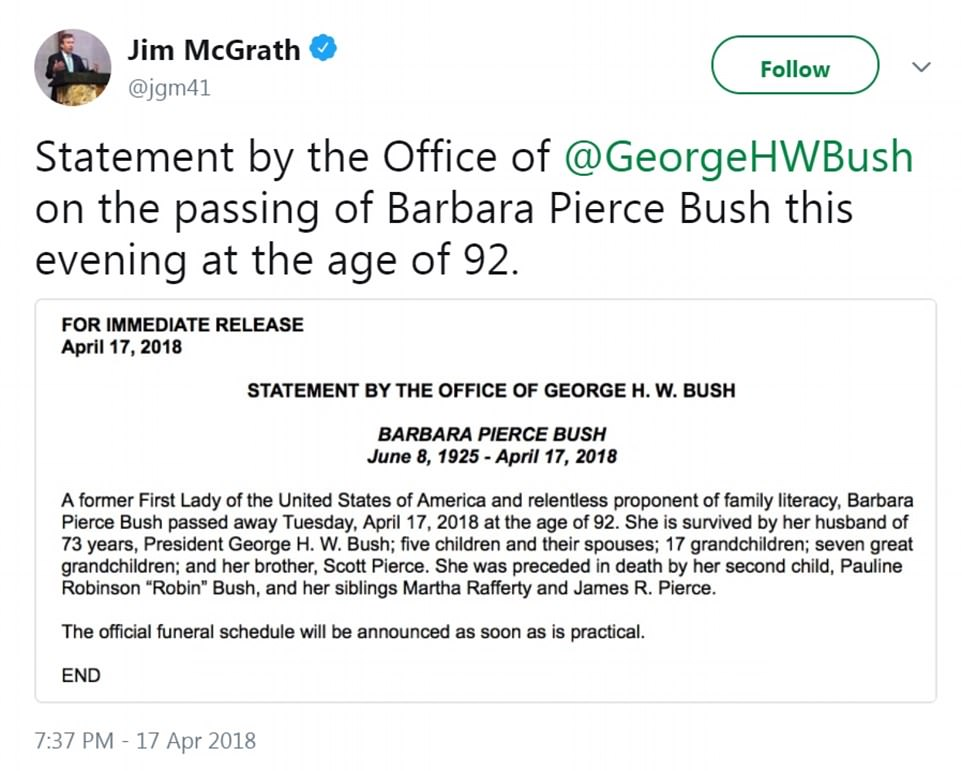 Jim McGrath
@jgm41
Follow
Statement by the Office of @GeorgeHWBush
on the passing of Barbara Pierce Bush this
evening at the age of 92.
FOR IMMEDIATE RELEASE
April 17, 2018
STATEMENT BY THE OFFICE OF GEORGE H. W. BUSH
BARBARA PIERCE BUSH
June 8, 1925 - April 17, 2018
A former First Lady of the United States of America and relentless proponent of family literacy, Barbara
Pierce Bush passed away Tuesday, April 17, 2018 at the age of 92. She is survived by her husband of
73 years, President George H. W. Bush; five children and their spouses; 17 grandchildren; seven great
grandchildren; and her brother, Scott Pierce. She was preceded in death by her second child, Pauline
Robinson “Robin” Bush, and her siblings Martha Rafferty and James R. Pierce.
The official funeral schedule will be announced as soon as is practical.
END
7:37 PM - 17 Apr 2018